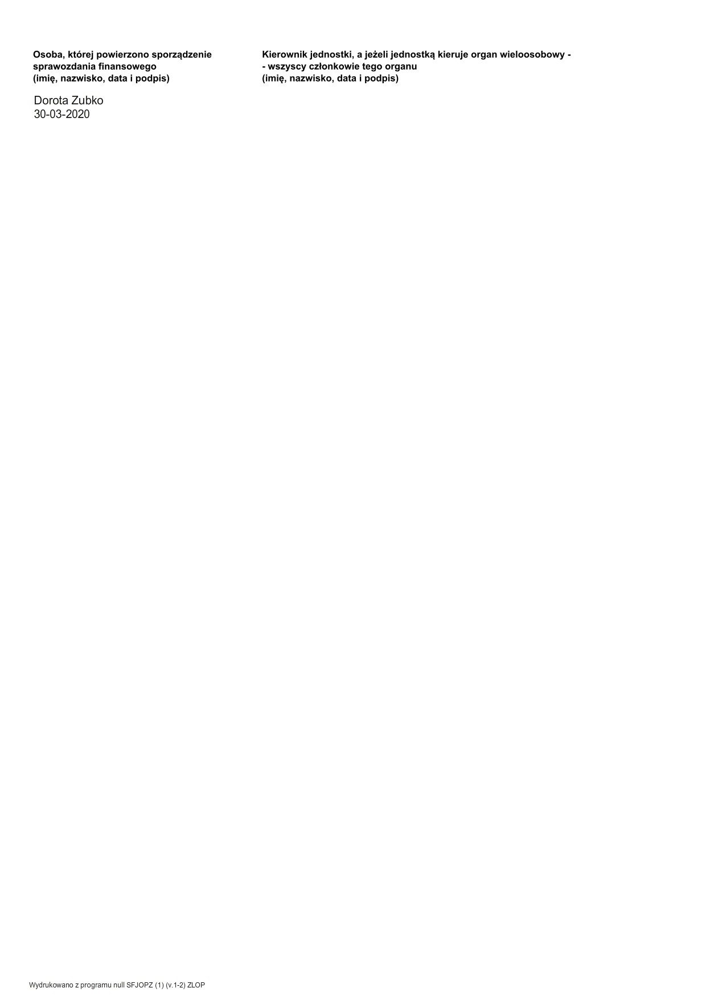 Osoba, której powierzono sporządzenie
sprawozdania finansowego
(imię, nazwisko, data i podpis)
Dorota Zubko
30-03-2020
Kierownik jednostki, a jeżeli jednostką kieruje organ wieloosobowy -
- wszyscy członkowie tego organu
(imię, nazwisko, data i podpis)
Wydrukowano z programu null SFJOPZ (1) (v.1-2) ZLOP